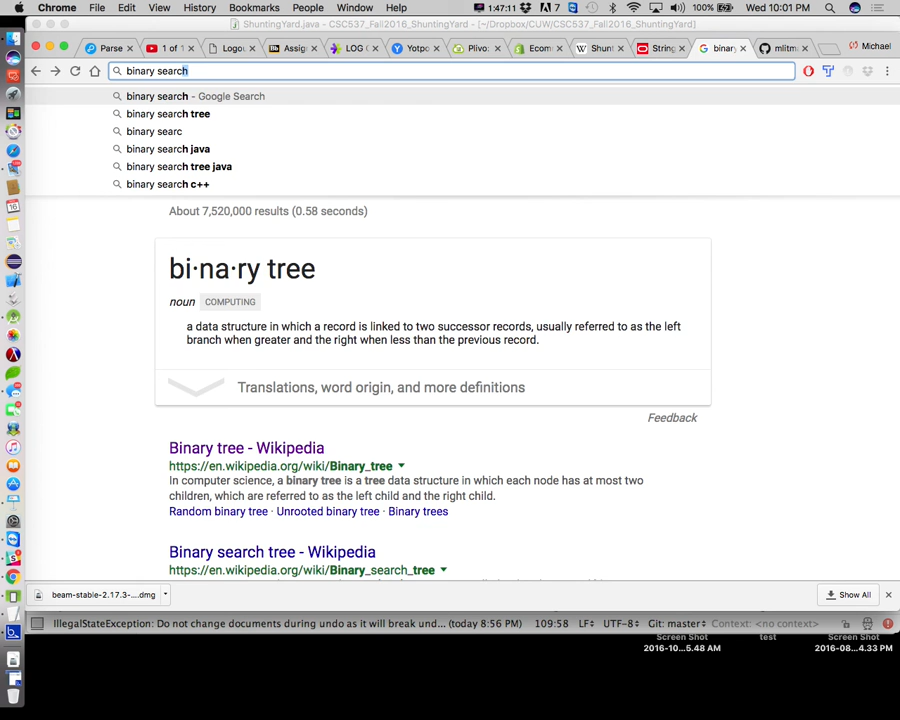 Chrome File Edit View History Bookmarks People Window Help 1:47:11 7 100% Wed 10:01 PM
ShuntingYard.java - CSC537_Fall2016_ShuntingYard - [~/Dropbox/CUW/CSC537_Fall2016_ShuntingYard]
Parse 1 of 1 Logou Assig LOG ( Yotpo Plivo: Ecom Shunt String binary mlitm Michael
binary search
binary search - Google Search
binary search tree
binary searc
binary search java
binary search tree java
binary search c++
About 7,520,000 results (0.58 seconds)
bi·na·ry tree
noun COMPUTING
a data structure in which a record is linked to two successor records, usually referred to as the left
branch when greater and the right when less than the previous record.
Translations, word origin, and more definitions
Feedback
Binary tree - Wikipedia
https://en.wikipedia.org/wiki/Binary_tree
In computer science, a binary tree is a tree data structure in which each node has at most two
children, which are referred to as the left child and the right child.
Random binary tree · Unrooted binary tree · Binary trees
Binary search tree - Wikipedia
https://en.wikipedia.org/wiki/Binary_search_tree
beam-stable-2.17.3-....dmg Show All
IllegalStateException: Do not change documents during undo as it will break und... (today 8:56 PM) 109:58 LF÷ UTF-8÷ Git: master÷ Context: <no context>
Screen Shot test Screen Shot
2016-10...5.48 AM 2016-08...4.33 PM